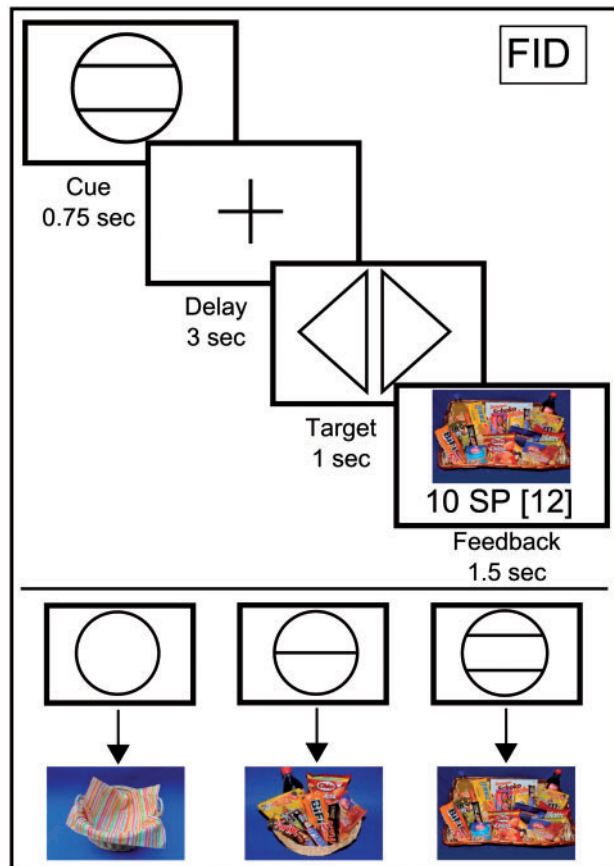 FID
Cue
0.75 sec
Delay
3 sec
Target
1 sec
10 SP [12]
Feedback
1.5 sec